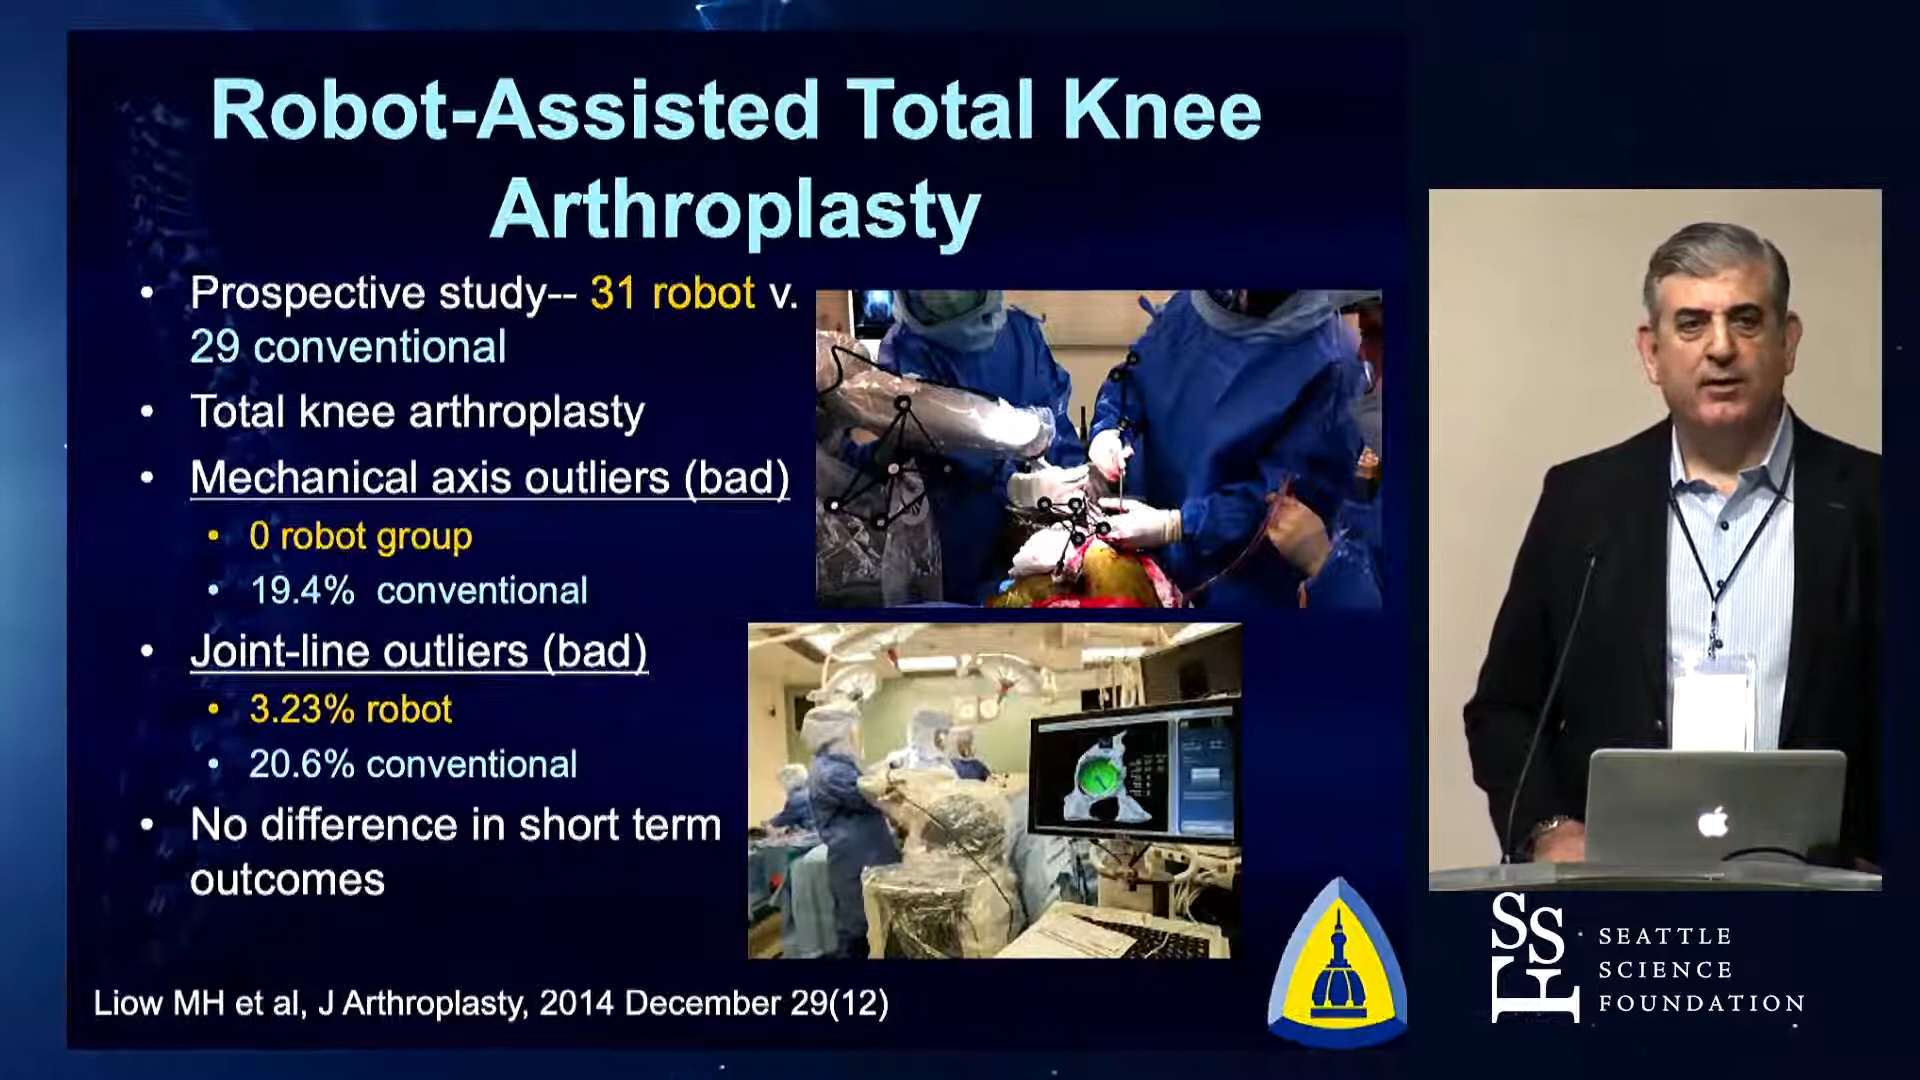 Robot-Assisted Total Knee
Arthroplasty
• Prospective study-- 31 robot v.
29 conventional
• Total knee arthroplasty
• Mechanical axis outliers (bad)
• 0 robot group
• 19.4%  conventional
• Joint-line outliers (bad)
• 3.23% robot
• 20.6% conventional
• No difference in short term
outcomes
Liow MH et al, J Arthroplasty, 2014 December 29(12)
SSF
SEATTLE
SCIENCE
FOUNDATION